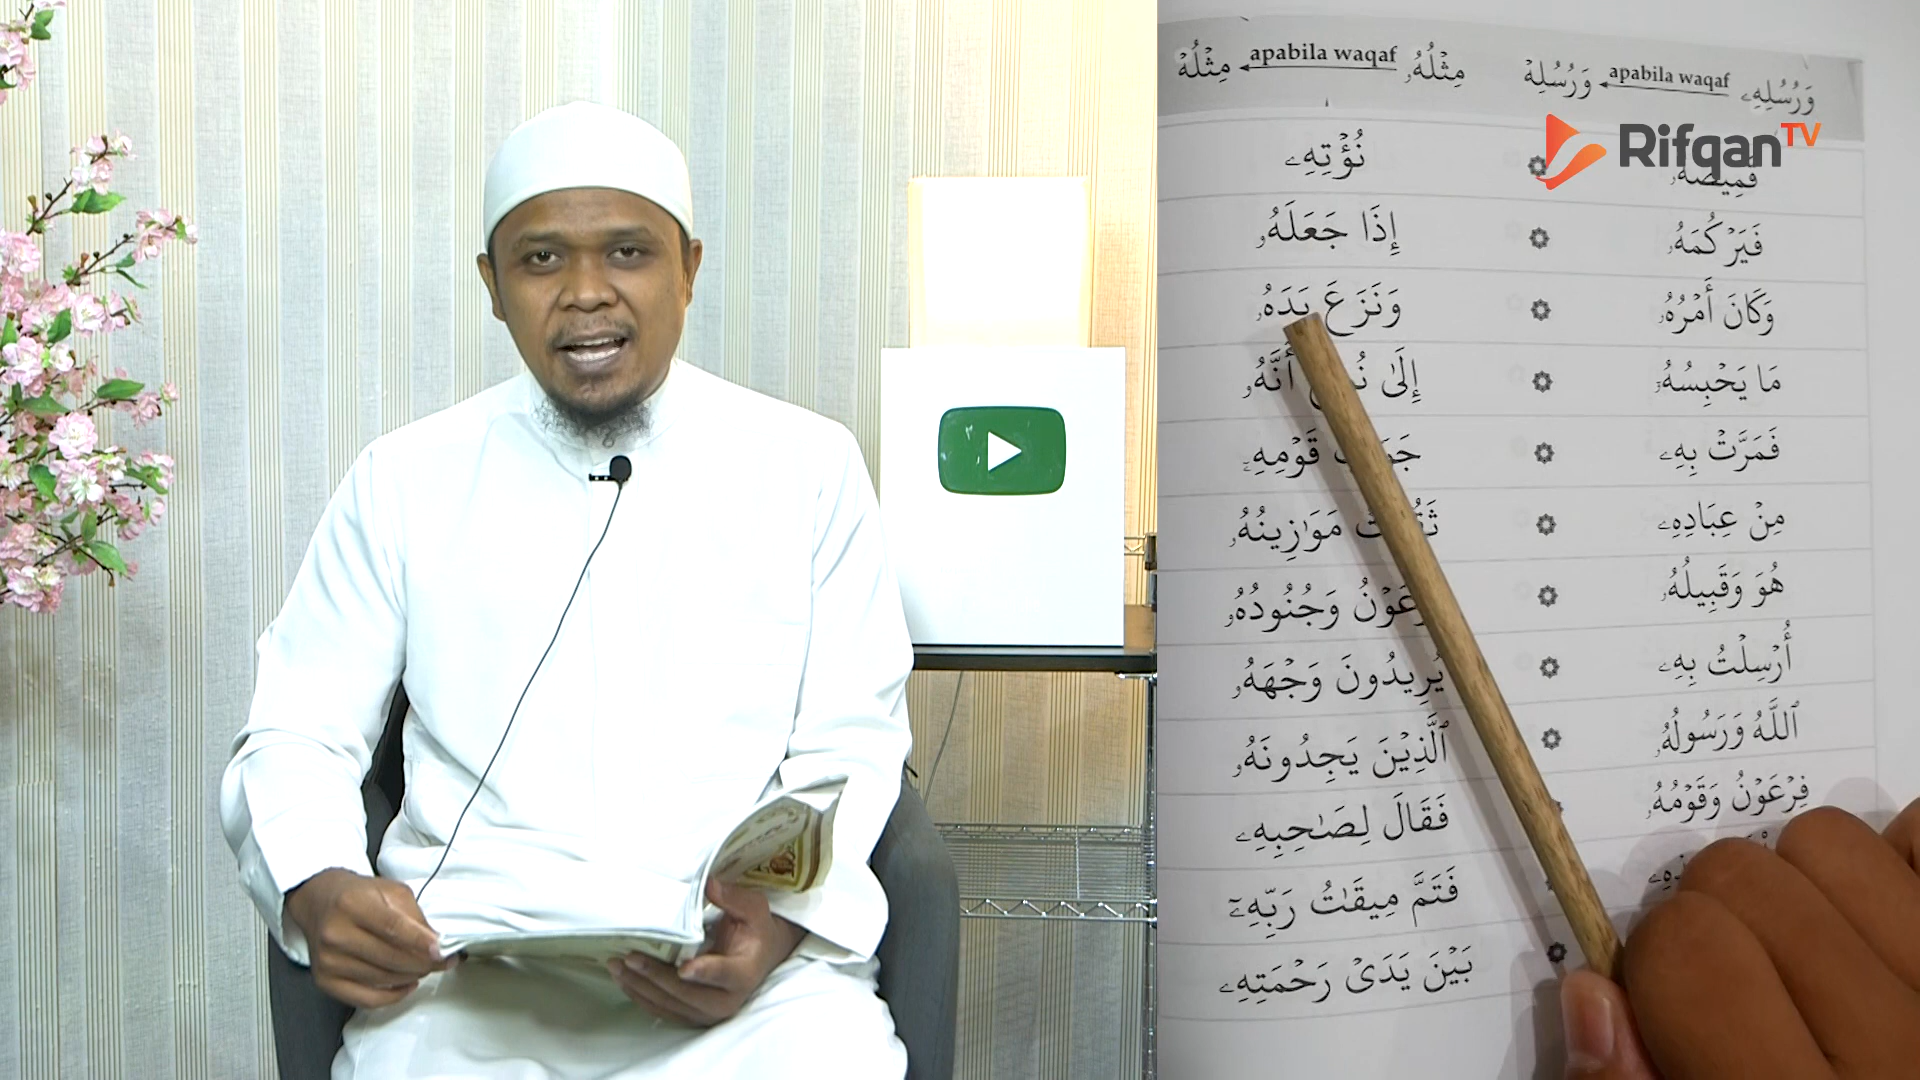 Rifqan TV
وَرُسُلِهِۦ apabila waqaf وَرُسُلِهْ مِثْلُهُۥ apabila waqaf مِثْلُهْ
قَمِيصُهُۥ ۞ نُؤْتِهِۦ
فَيَرْكُمَهُۥ ۞ إِذَا جَعَلَهُۥ
وَكَانَ أَمْرُهُۥ ۞ وَنَزَعَ يَدَهُۥ
مَا يَحْبِسُهُۥٓ ۞ إِلَىٰ أَنَّهُۥ
فَمَرَّتْ بِهِۦ ۞ قَوْمِهِۦٓ
مِنْ عِبَادِهِۦ ۞ مَوَٰزِينُهُۥ
هُوَ وَقَبِيلُهُۥ ۞ وَجُنُودُهُۥ
أُرْسِلْتُ بِهِۦ ۞ يُرِيدُونَ وَجْهَهُۥ
ٱللَّهُ وَرَسُولُهُۥ ۞ ٱلَّذِينَ يَجِدُونَهُۥ
فِرْعَوْنُ وَقَوْمُهُۥ فَقَالَ لِصَٰحِبِهِۦ
فَتَمَّ مِيقَٰتُ رَبِّهِۦٓ
۞ بَيْنَ يَدَىْ رَحْمَتِهِۦ